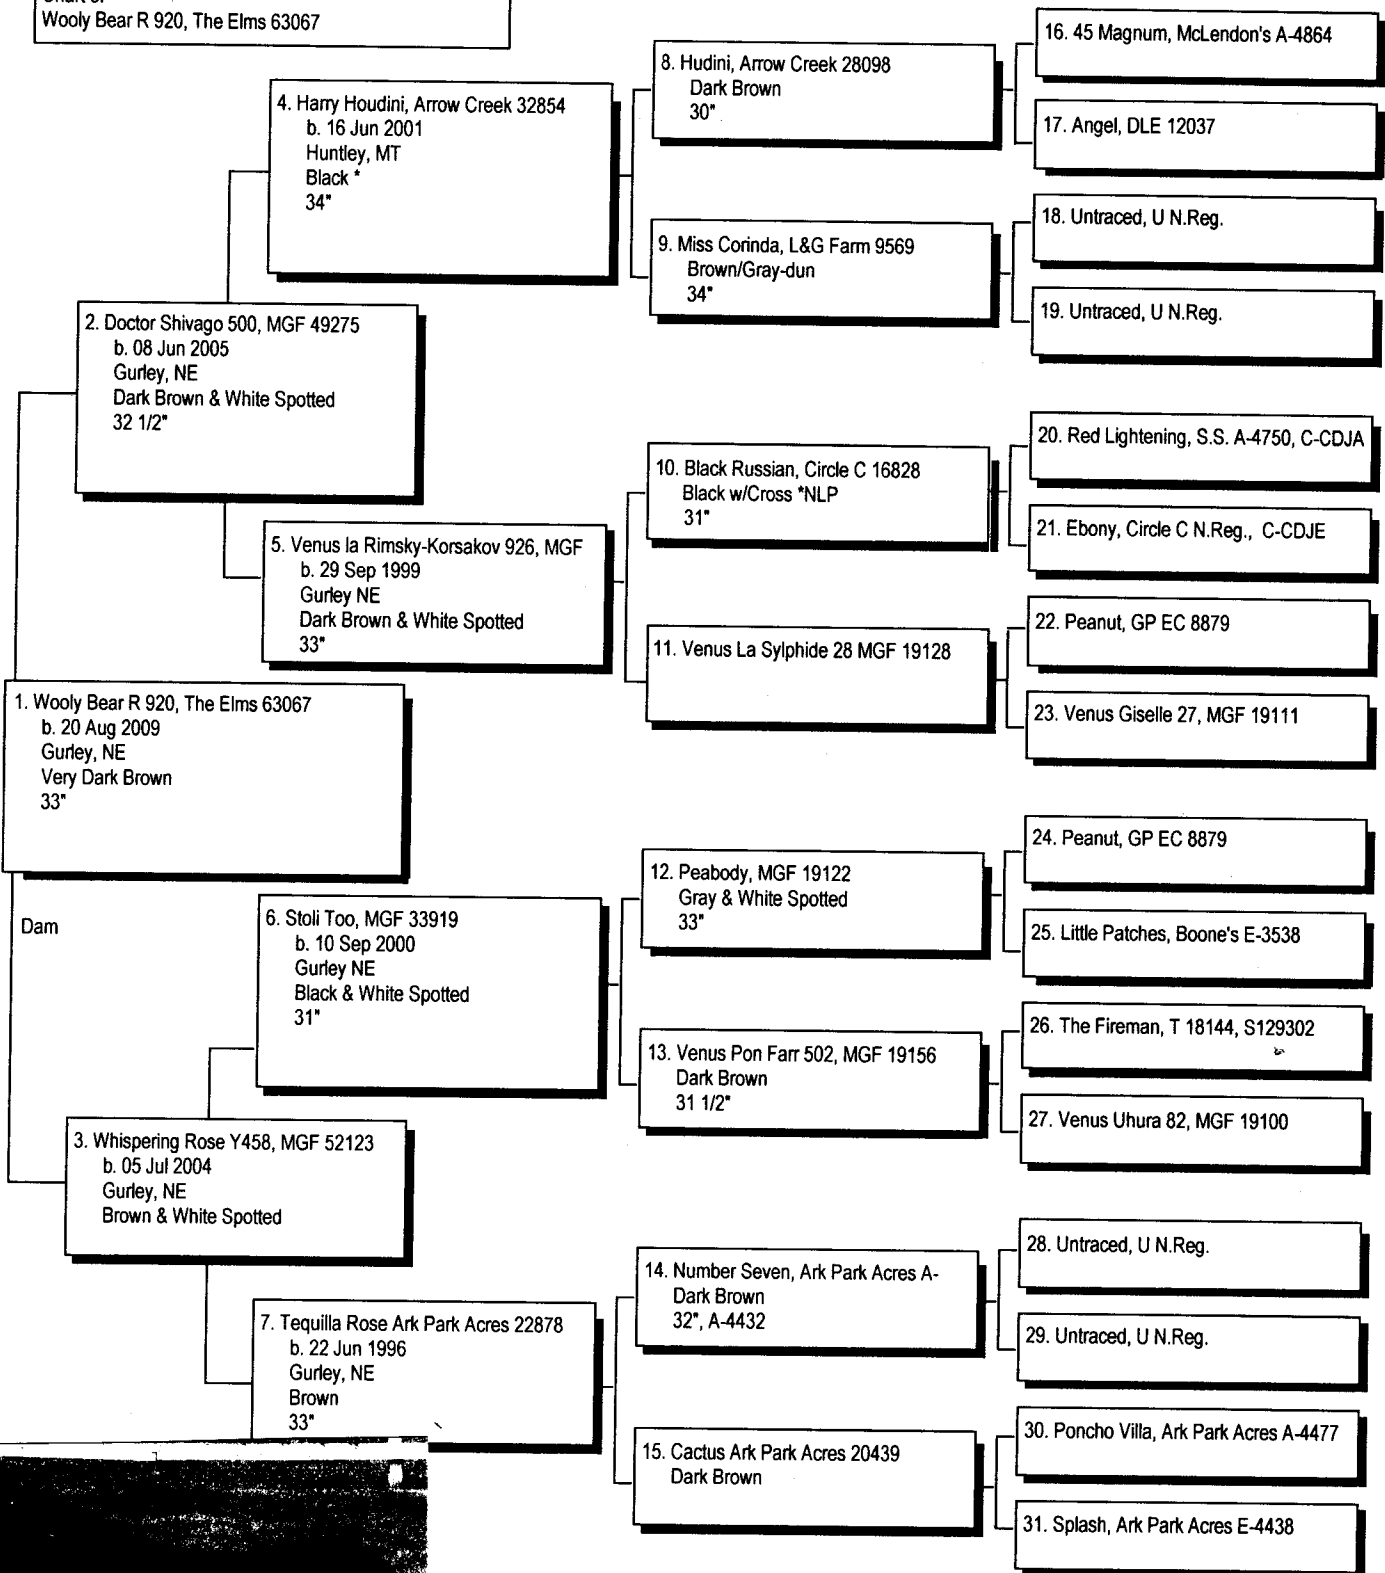 Wooly Bear R 920, The Elms 63067
1. Wooly Bear R 920, The Elms 63067
b. 20 Aug 2009
Gurley, NE
Very Dark Brown
33"
Dam
2. Doctor Shivago 500, MGF 49275
b. 08 Jun 2005
Gurley, NE
Dark Brown & White Spotted
32 1/2"
3. Whispering Rose Y458, MGF 52123
b. 05 Jul 2004
Gurley, NE
Brown & White Spotted
4. Harry Houdini, Arrow Creek 32854
b. 16 Jun 2001
Huntley, MT
Black *
34"
5. Venus la Rimsky-Korsakov 926, MGF
b. 29 Sep 1999
Gurley NE
Dark Brown & White Spotted
33"
6. Stoli Too, MGF 33919
b. 10 Sep 2000
Gurley NE
Black & White Spotted
31"
7. Tequilla Rose Ark Park Acres 22878
b. 22 Jun 1996
Gurley, NE
Brown
33"
8. Hudini, Arrow Creek 28098
Dark Brown
30"
9. Miss Corinda, L&G Farm 9569
Brown/Gray-dun
34"
10. Black Russian, Circle C 16828
Black w/Cross *NLP
31"
11. Venus La Sylphide 28 MGF 19128
12. Peabody, MGF 19122
Gray & White Spotted
33"
13. Venus Pon Farr 502, MGF 19156
Dark Brown
31 1/2"
14. Number Seven, Ark Park Acres A-
Dark Brown
32", A-4432
15. Cactus Ark Park Acres 20439
Dark Brown
16. 45 Magnum, McLendon's A-4864
17. Angel, DLE 12037
18. Untraced, U N.Reg.
19. Untraced, U N.Reg.
20. Red Lightening, S.S. A-4750, C-CDJA
21. Ebony, Circle C N.Reg., C-CDJE
22. Peanut, GP EC 8879
23. Venus Giselle 27, MGF 19111
24. Peanut, GP EC 8879
25. Little Patches, Boone's E-3538
26. The Fireman, T 18144, S129302
27. Venus Uhura 82, MGF 19100
28. Untraced, U N.Reg.
29. Untraced, U N.Reg.
30. Poncho Villa, Ark Park Acres A-4477
31. Splash, Ark Park Acres E-4438